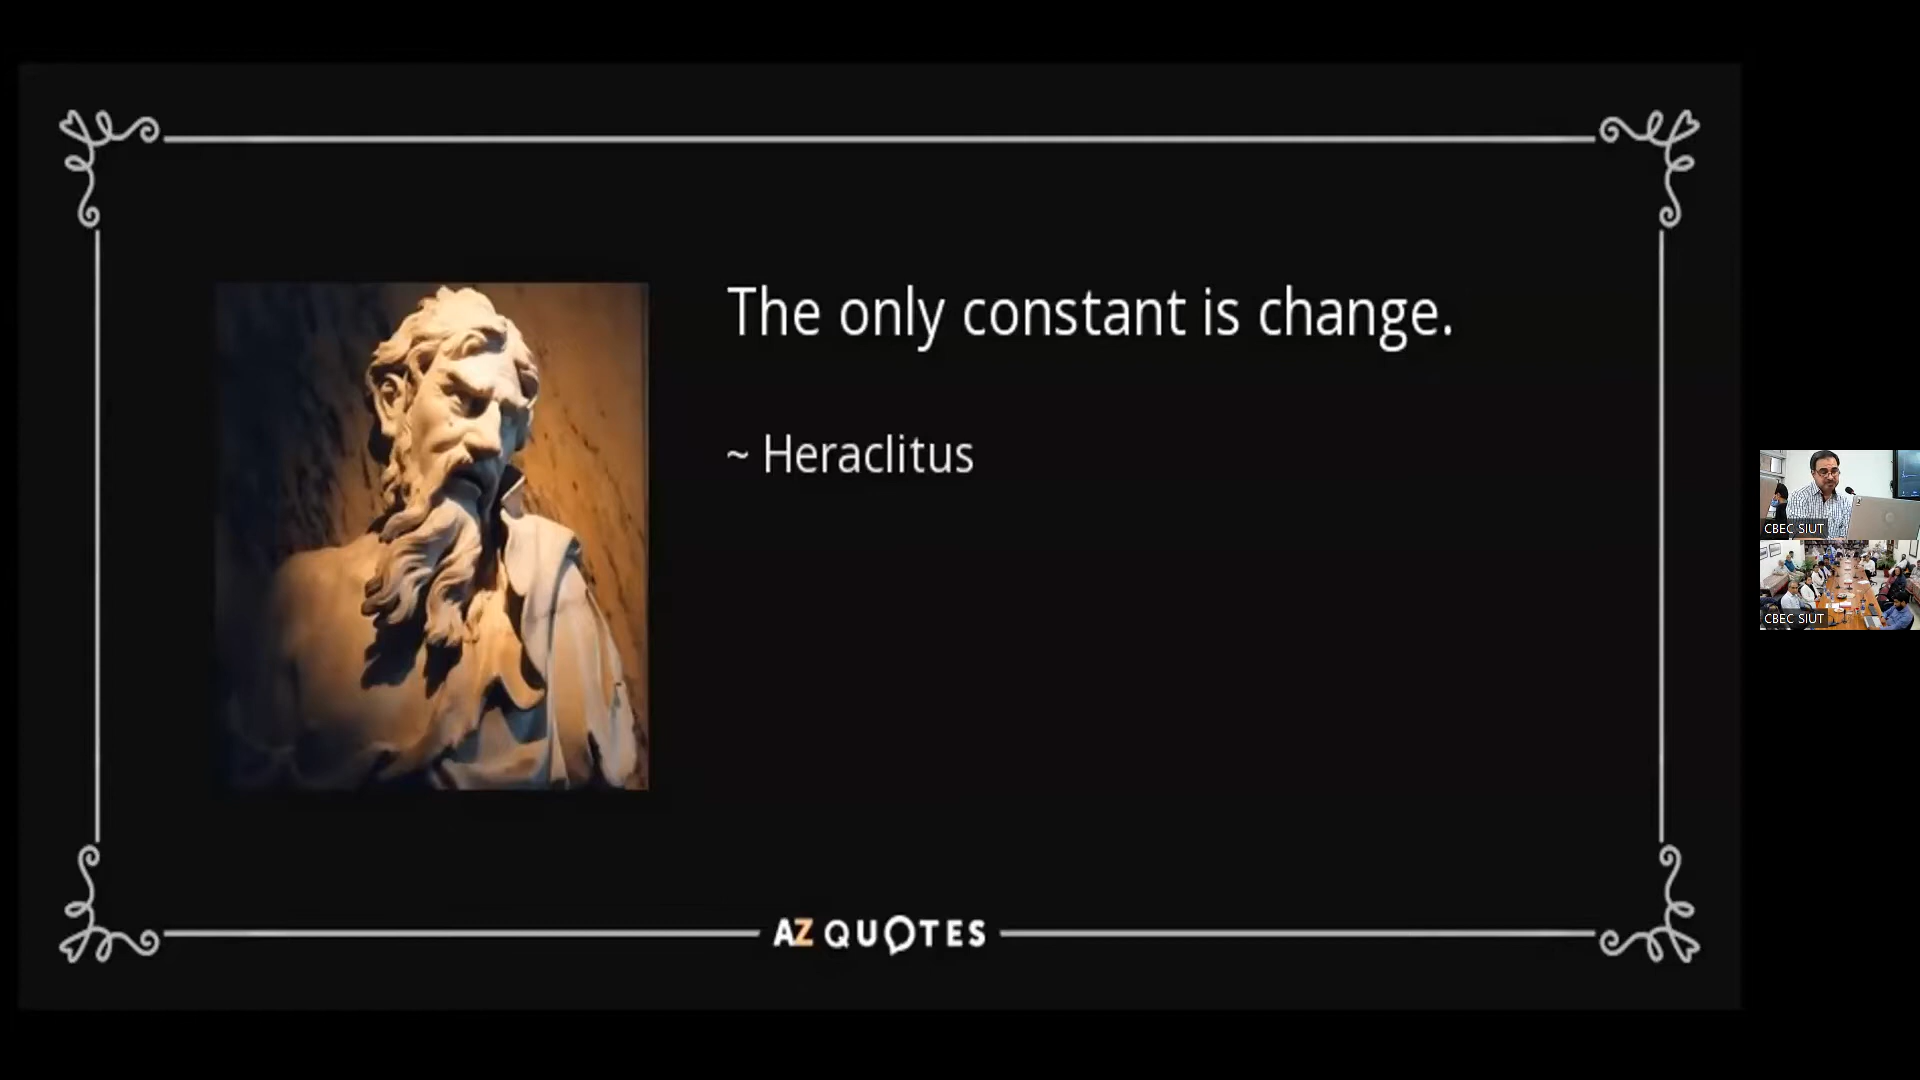 The only constant is change.
~ Heraclitus
AZ QUOTES
CBEC SIUT
CBEC SIUT